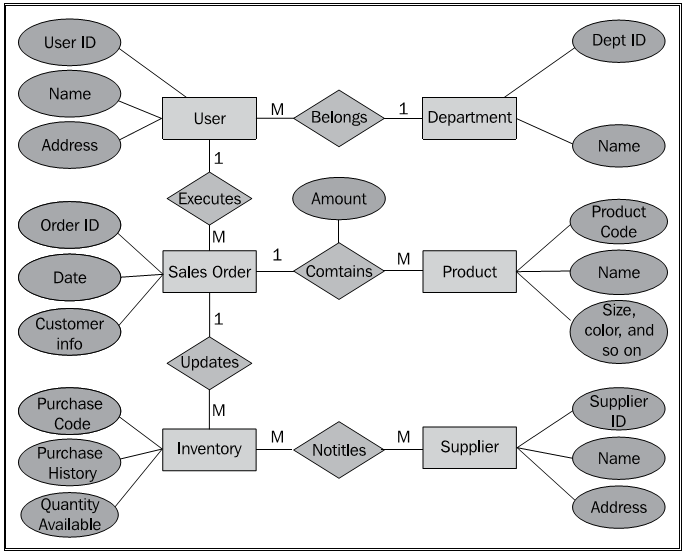 User ID
Dept ID
Name
M
1
User
Belongs
Department
Address
Name
1
Executes
Amount
Product
Code
Order ID
M
1
M
Name
Date
Sales Order
Comtains
Product
Customer
info
Size,
color, and
so on
1
Updates
Purchase
Code
M
Supplier
ID
M
M
Purchase
History
Inventory
Notitles
Supplier
Name
Quantity
Available
Address